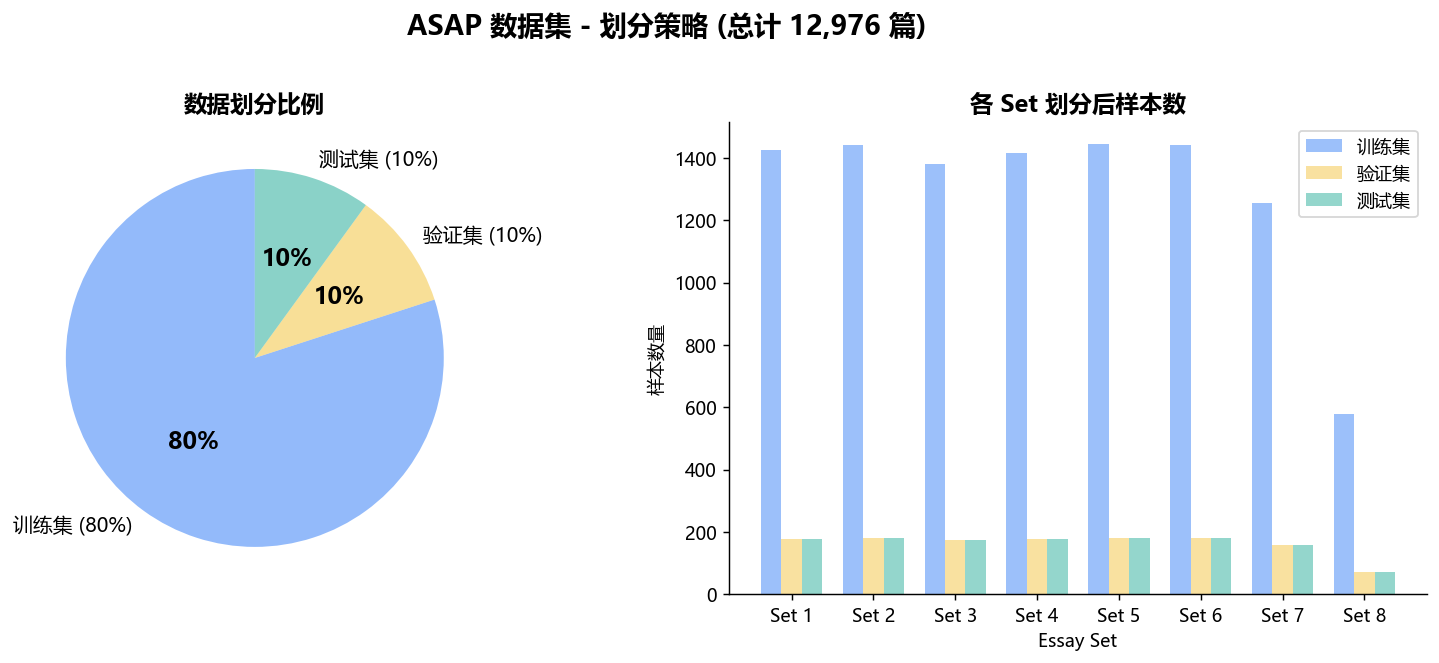 ASAP 数据集 - 划分策略 (总计 12,976 篇)
数据划分比例
测试集 (10%)
验证集 (10%)
10%
10%
80%
训练集 (80%)
各 Set 划分后样本数
训练集
验证集
测试集
样本数量
1400
1200
1000
800
600
400
200
0
Set 1 Set 2 Set 3 Set 4 Set 5 Set 6 Set 7 Set 8
Essay Set